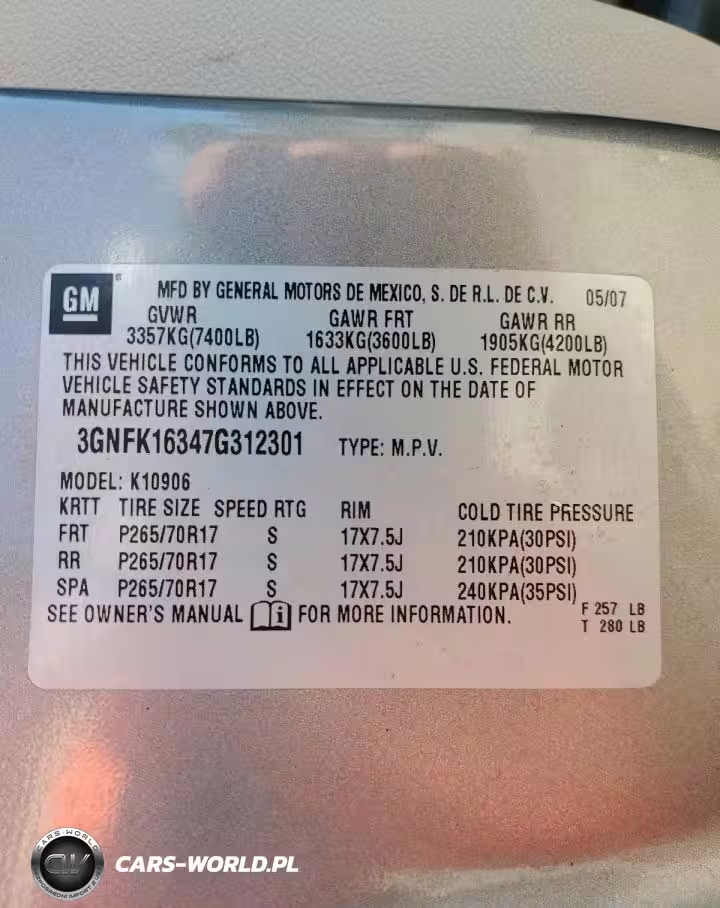 GM
MFD BY GENERAL MOTORS DE MEXICO, S. DE R.L. DE C.V. 05/07
GVWR GAWR FRT GAWR RR
3357KG(7400LB) 1633KG(3600LB) 1905KG(4200LB)
THIS VEHICLE CONFORMS TO ALL APPLICABLE U.S. FEDERAL MOTOR
VEHICLE SAFETY STANDARDS IN EFFECT ON THE DATE OF
MANUFACTURE SHOWN ABOVE.
3GNFK16347G312301 TYPE: M.P.V.
MODEL: K10906
KRTT TIRE SIZE SPEED RTG RIM COLD TIRE PRESSURE
FRT P265/70R17 S 17X7.5J 210KPA(30PSI)
RR P265/70R17 S 17X7.5J 210KPA(30PSI)
SPA P265/70R17 S 17X7.5J 240KPA(35PSI)
SEE OWNER'S MANUAL i FOR MORE INFORMATION. F 257 LB
T 280 LB
CARS-WORLD
CW
CARS-WORLD.PL